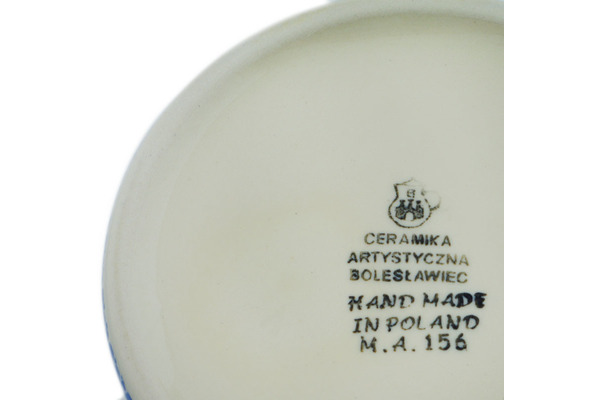 B
CERAMIKA
ARTYSTYCZNA
BOLESŁAWIEC
HAND MADE
IN POLAND
M.A. 156